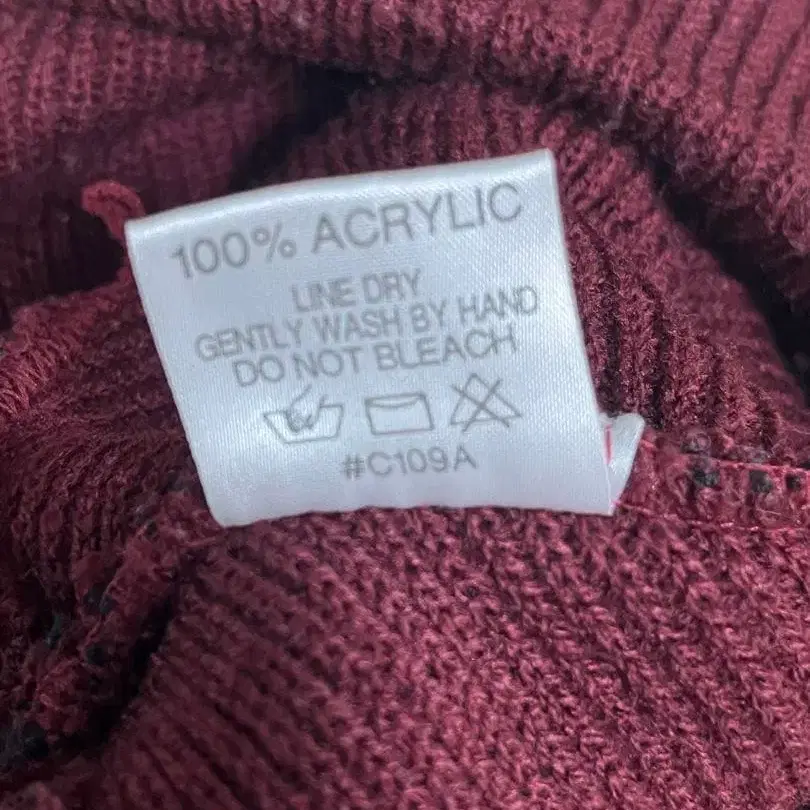 100% ACRYLIC
LINE DRY
GENTLY WASH BY HAND
DO NOT BLEACH
#C109A